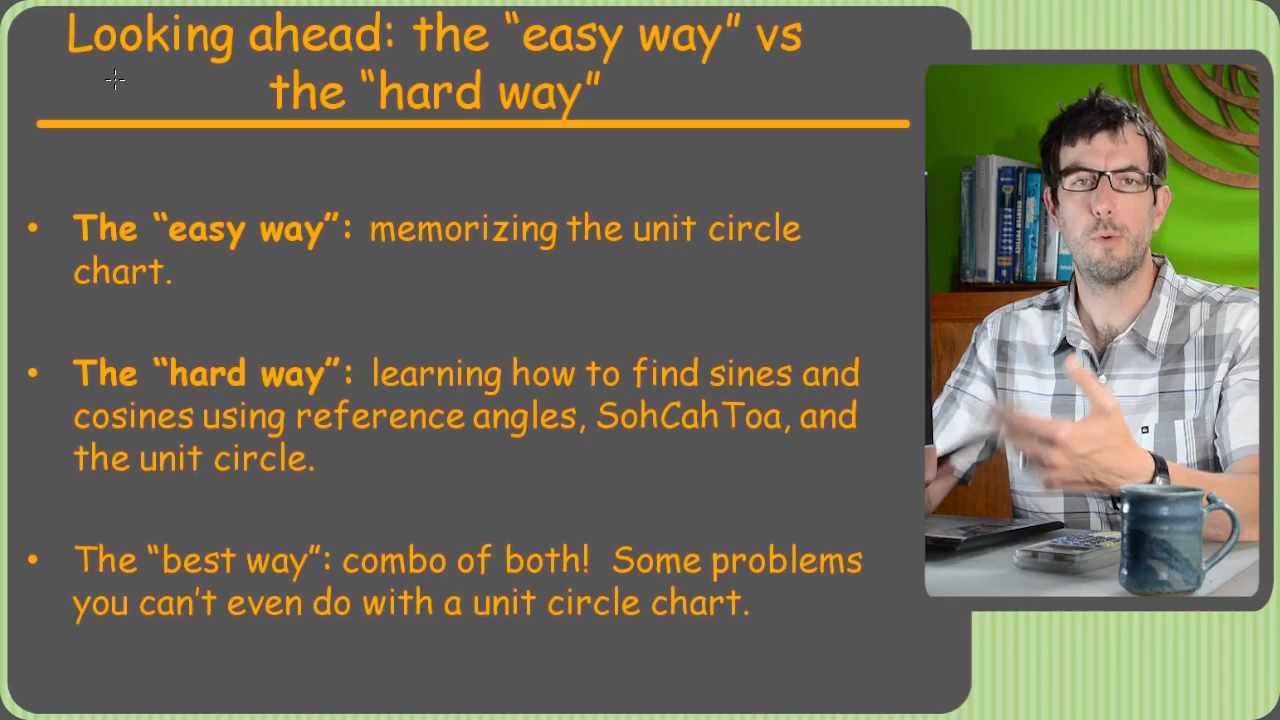 Looking ahead: the “easy way” vs
the “hard way”
• The “easy way”: memorizing the unit circle
chart.
• The “hard way”: learning how to find sines and
cosines using reference angles, SohCahToa, and
the unit circle.
• The “best way”: combo of both! Some problems
you can’t even do with a unit circle chart.